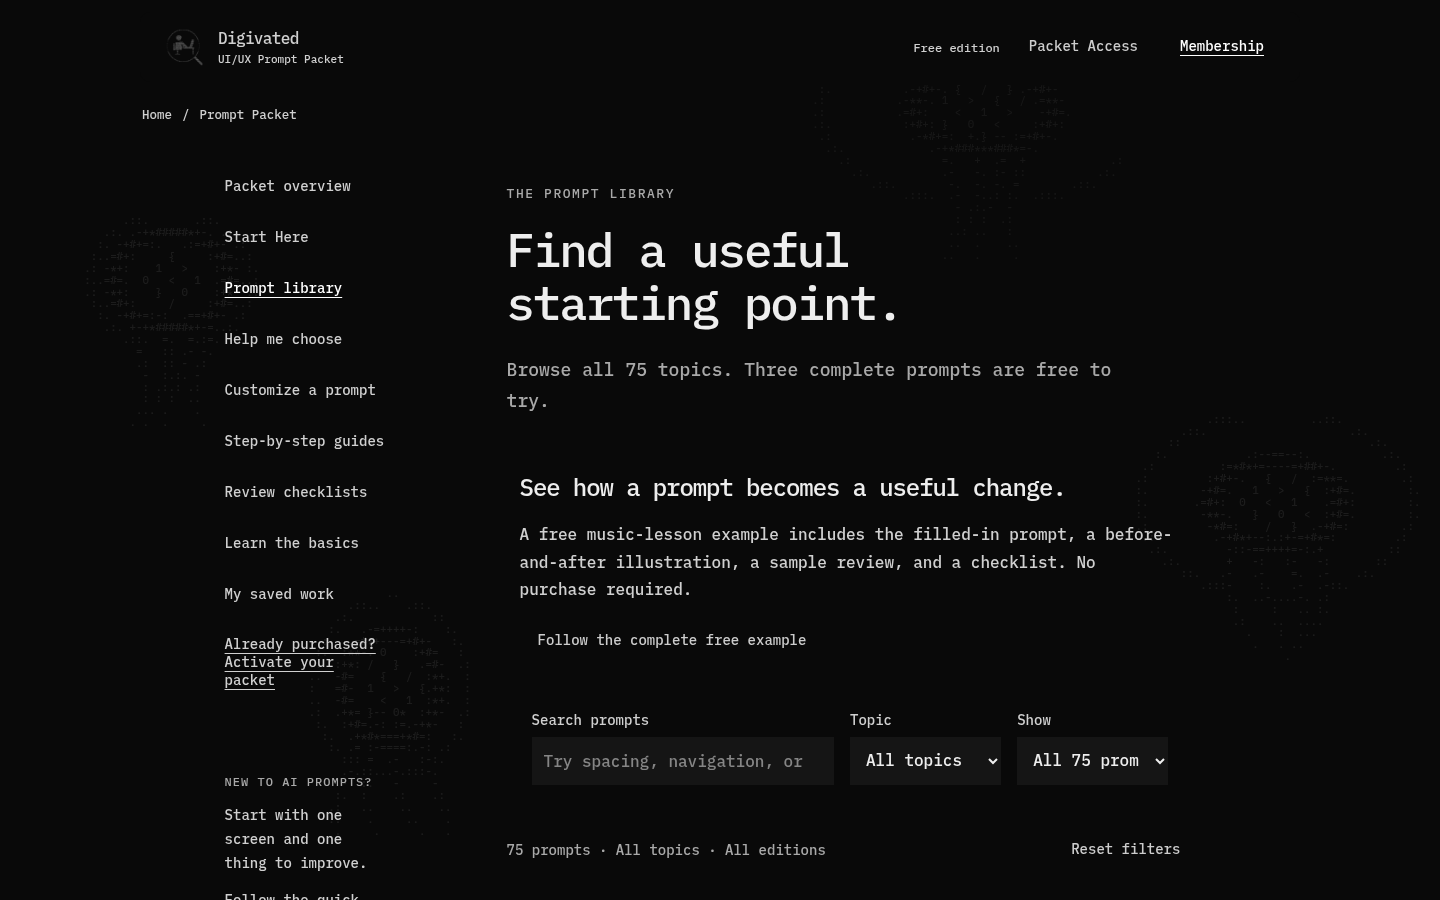 Digivated
UI/UX Prompt Packet
Free edition
Packet Access
Membership
Home / Prompt Packet
Packet overview
Start Here
Prompt library
Help me choose
Customize a prompt
Step-by-step guides
Review checklists
Learn the basics
My saved work
Already purchased?
Activate your
packet
NEW TO AI PROMPTS?
Start with one
screen and one
thing to improve.
Follow the quick
THE PROMPT LIBRARY
Find a useful
starting point.
Browse all 75 topics. Three complete prompts are free to
try.
See how a prompt becomes a useful change.
A free music-lesson example includes the filled-in prompt, a before-
and-after illustration, a sample review, and a checklist. No
purchase required.
Follow the complete free example
Search prompts
Topic
Show
Try spacing, navigation, or
All topics
All 75 prom
75 prompts · All topics · All editions
Reset filters